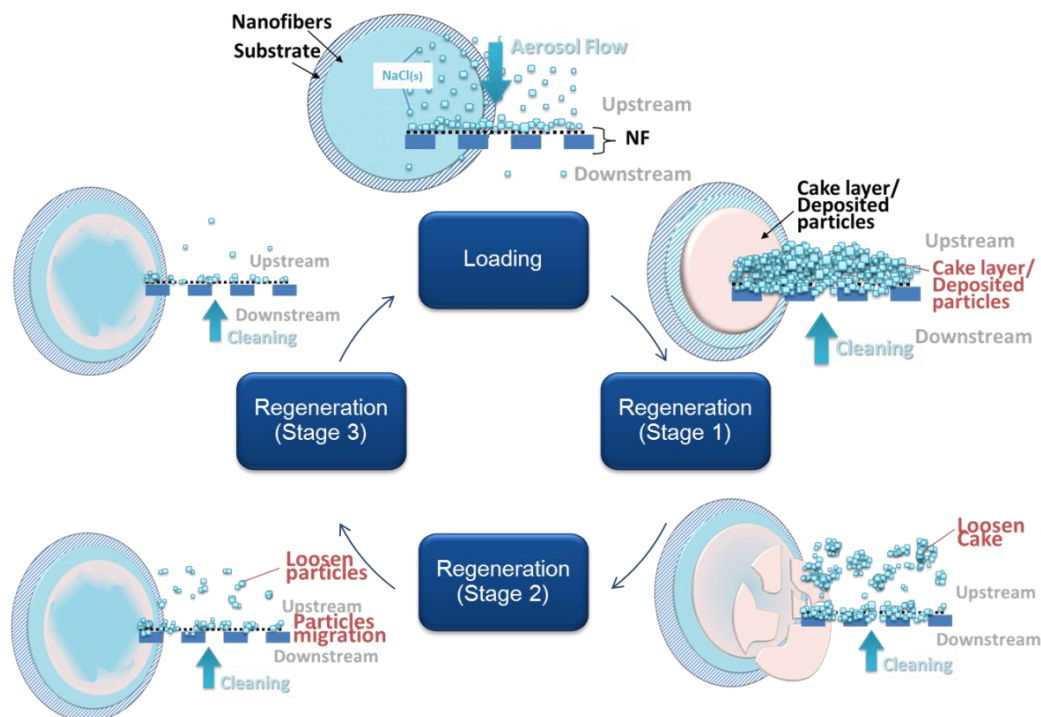 Nanofibers
Substrate
NaCl(s)
Aerosol Flow
Upstream
NF
Downstream
Cake layer/
Deposited
particles
Upstream
Cake layer/
Deposited
particles
Downstream
Cleaning
Upstream
Downstream
Cleaning
Loading
Regeneration
(Stage 3)
Regeneration
(Stage 1)
Regeneration
(Stage 2)
Loosen
Cake
Upstream
Downstream
Cleaning
Loosen
particles
Upstream
Particles
migration
Downstream
Cleaning